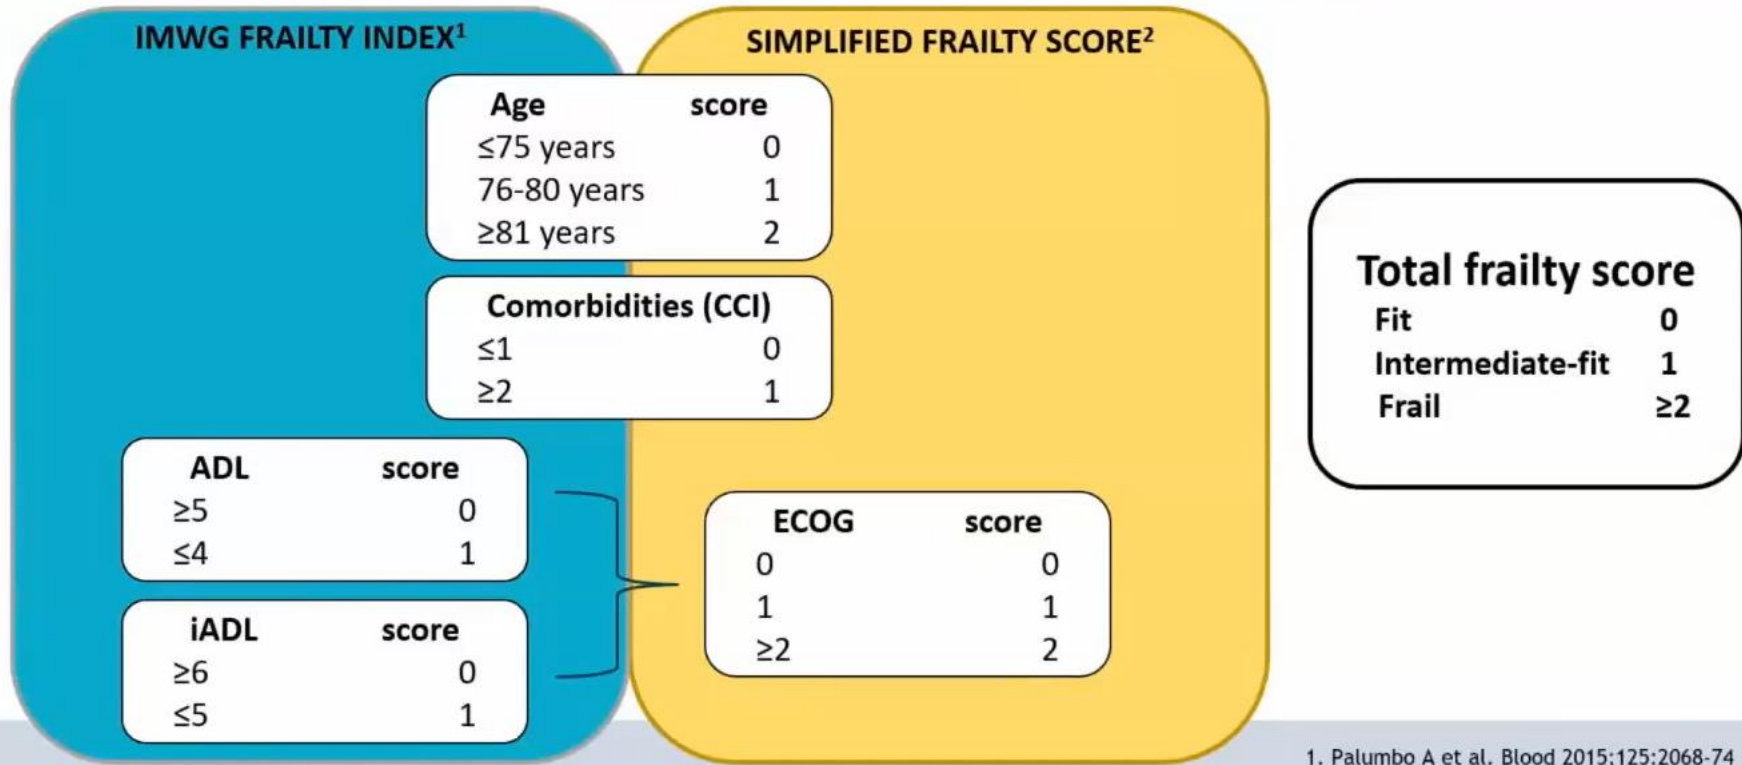 IMWG FRAILTY INDEX¹
SIMPLIFIED FRAILTY SCORE²
Age score
≤75 years 0
76-80 years 1
≥81 years 2
Comorbidities (CCI)
≤1 0
≥2 1
ADL score
≥5 0
≤4 1
iADL score
≥6 0
≤5 1
ECOG score
0 0
1 1
≥2 2
Total frailty score
Fit 0
Intermediate-fit 1
Frail ≥2
1. Palumbo A et al. Blood 2015;125:2068-74